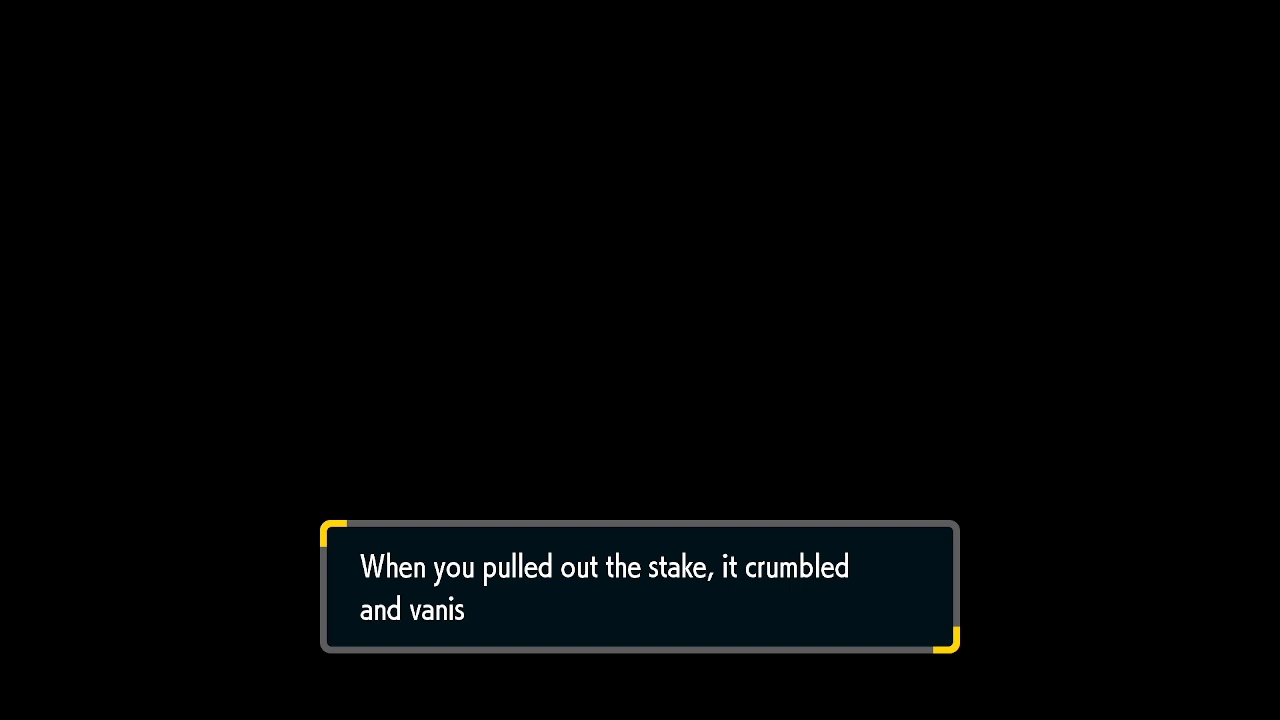 When you pulled out the stake, it crumbled
and vanis